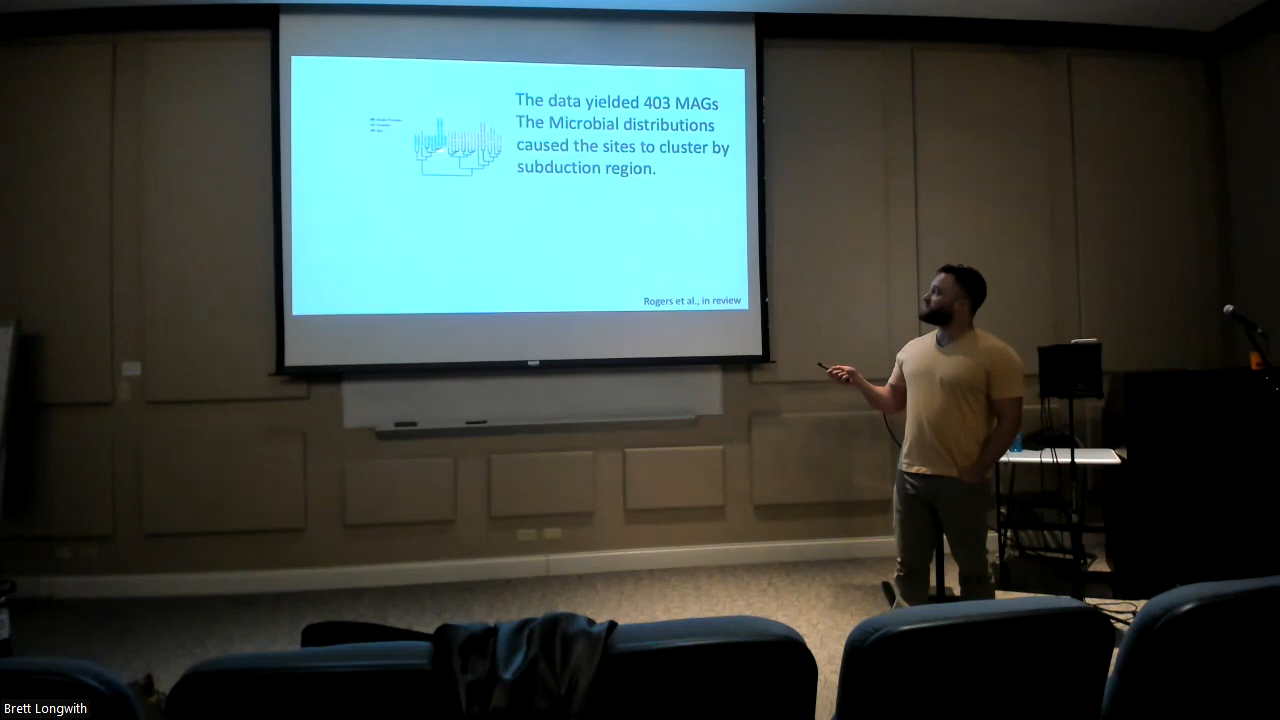 The data yielded 403 MAGs
The Microbial distributions
caused the sites to cluster by
subduction region.
Rogers et al., in review
Brett Longwith